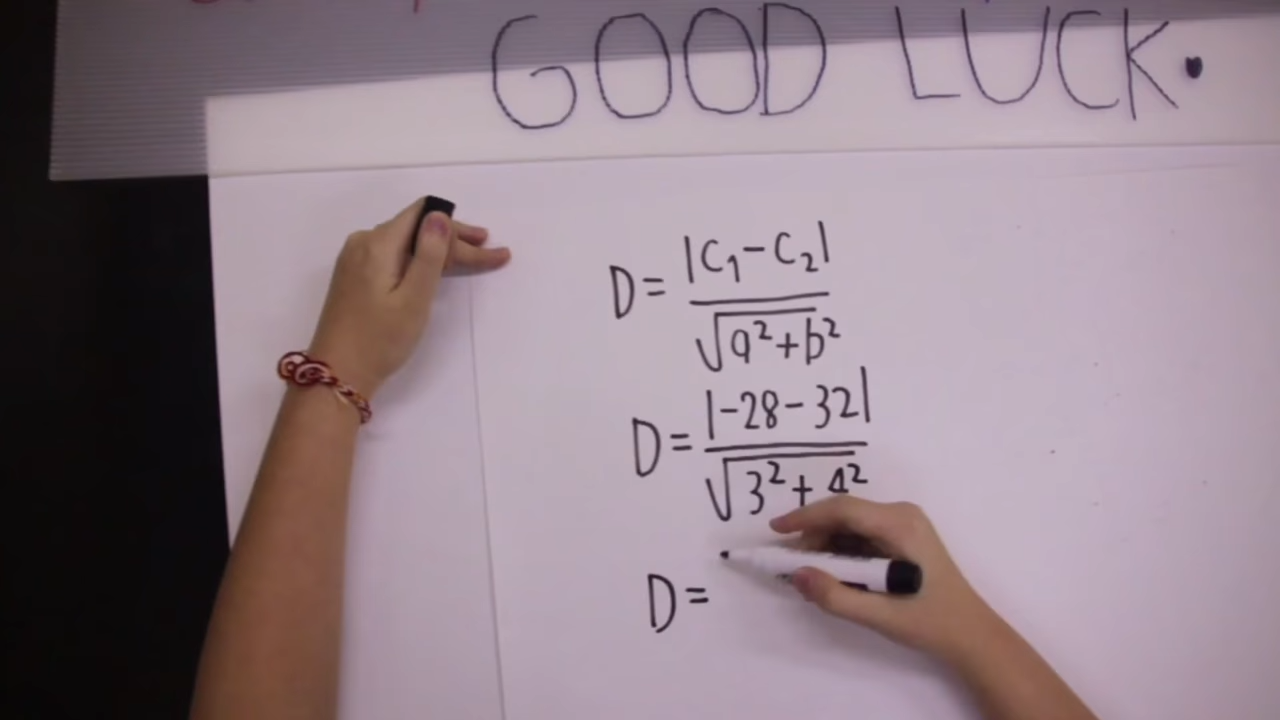 GOOD LUCK.
D = |C₁ - C₂| / √(a² + b²)
D = |-28 - 32| / √(3² + 4²)
D =